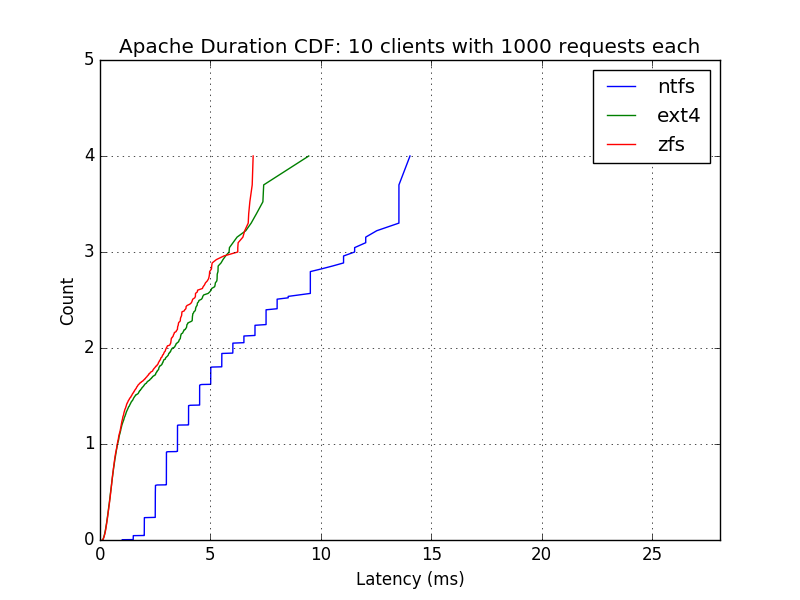 Apache Duration CDF: 10 clients with 1000 requests each
ntfs
ext4
zfs
5
4
3
2
1
0
Count
0 5 10 15 20 25
Latency (ms)